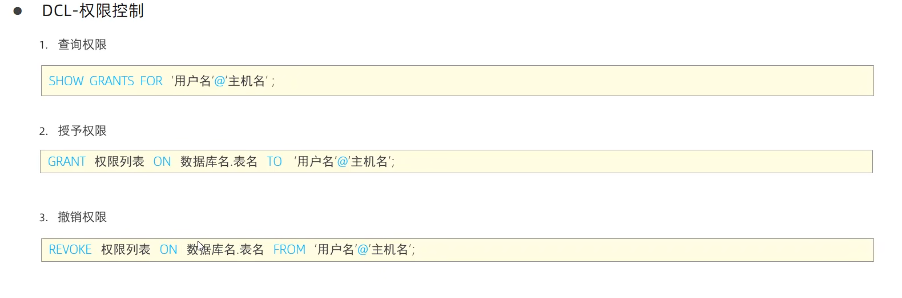 ● DCL-权限控制
1. 查询权限
SHOW GRANTS FOR '用户名'@'主机名' ;
2. 授予权限
GRANT 权限列表 ON 数据库名.表名 TO '用户名'@'主机名';
3. 撤销权限
REVOKE 权限列表 ON 数据库名.表名 FROM '用户名'@'主机名';